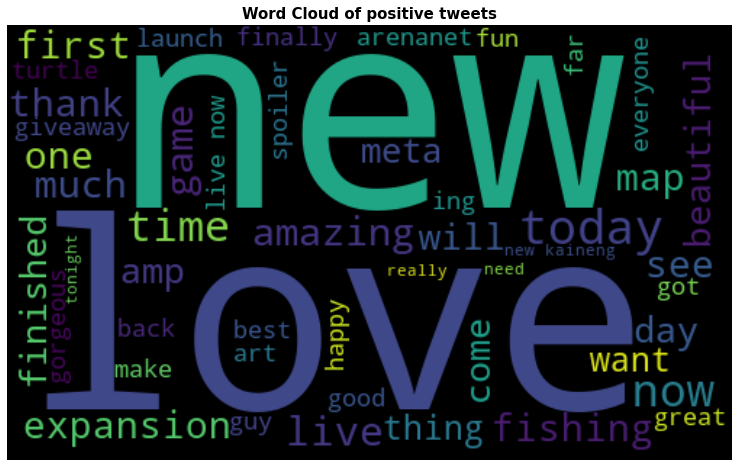 Word Cloud of positive tweets
first
launch
finally
arenanet
fun
far
everyone
turtle
new
thank
giveaway
game
live now
spoiler
meta
beautiful
one
much
map
ing
time
amazing
will
today
new kaineng
finished
tonight
gorgeous
love
amp
really
need
see
got
back
best
art
happy
come
day
make
want
good
now
expansion
guy
live
thing
fishing
great